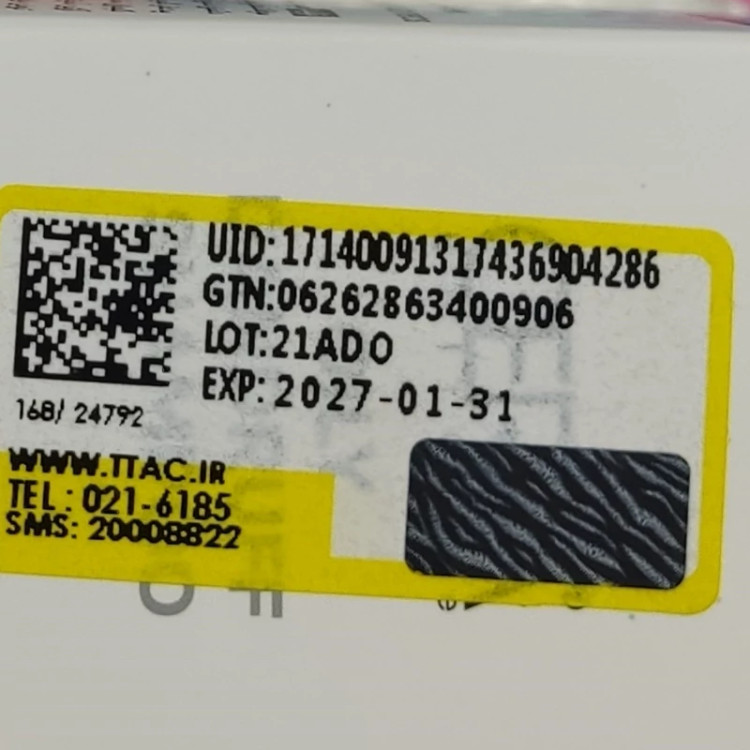 UID:17140091317436904286
GTN:06262863400906
LOT:21ADO
EXP: 2027-01-31
168/ 24792
WWW.TTAC.IR
TEL: 021-6185
SMS: 20008822